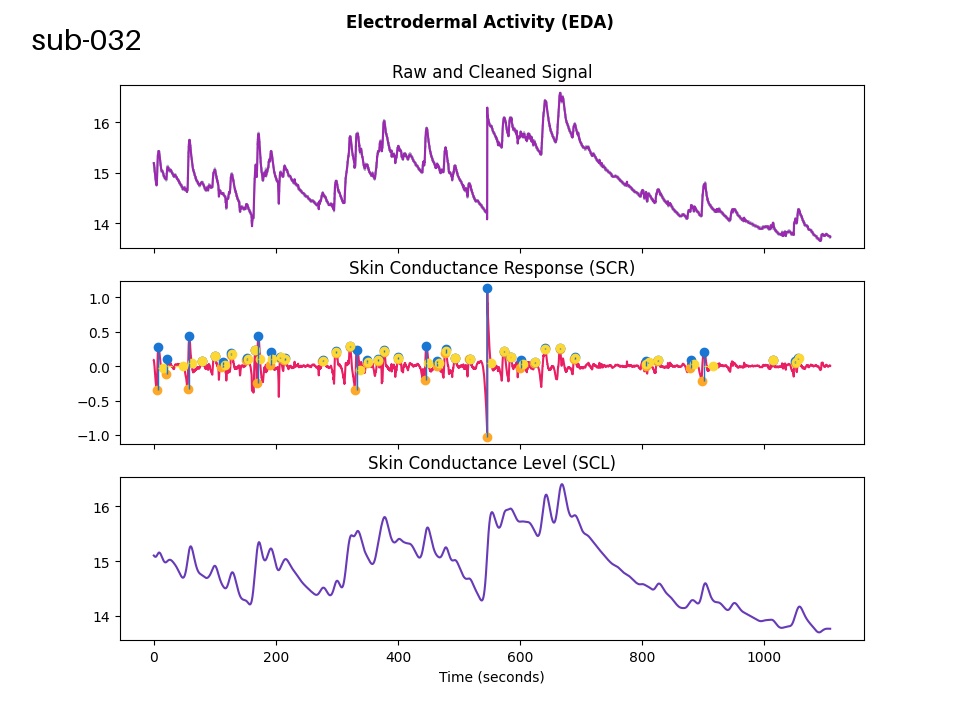 Electrodermal Activity (EDA)
sub-032
Raw and Cleaned Signal
16
15
14
Skin Conductance Response (SCR)
1.0
0.5
0.0
−0.5
−1.0
Skin Conductance Level (SCL)
16
15
14
0 200 400 600 800 1000
Time (seconds)